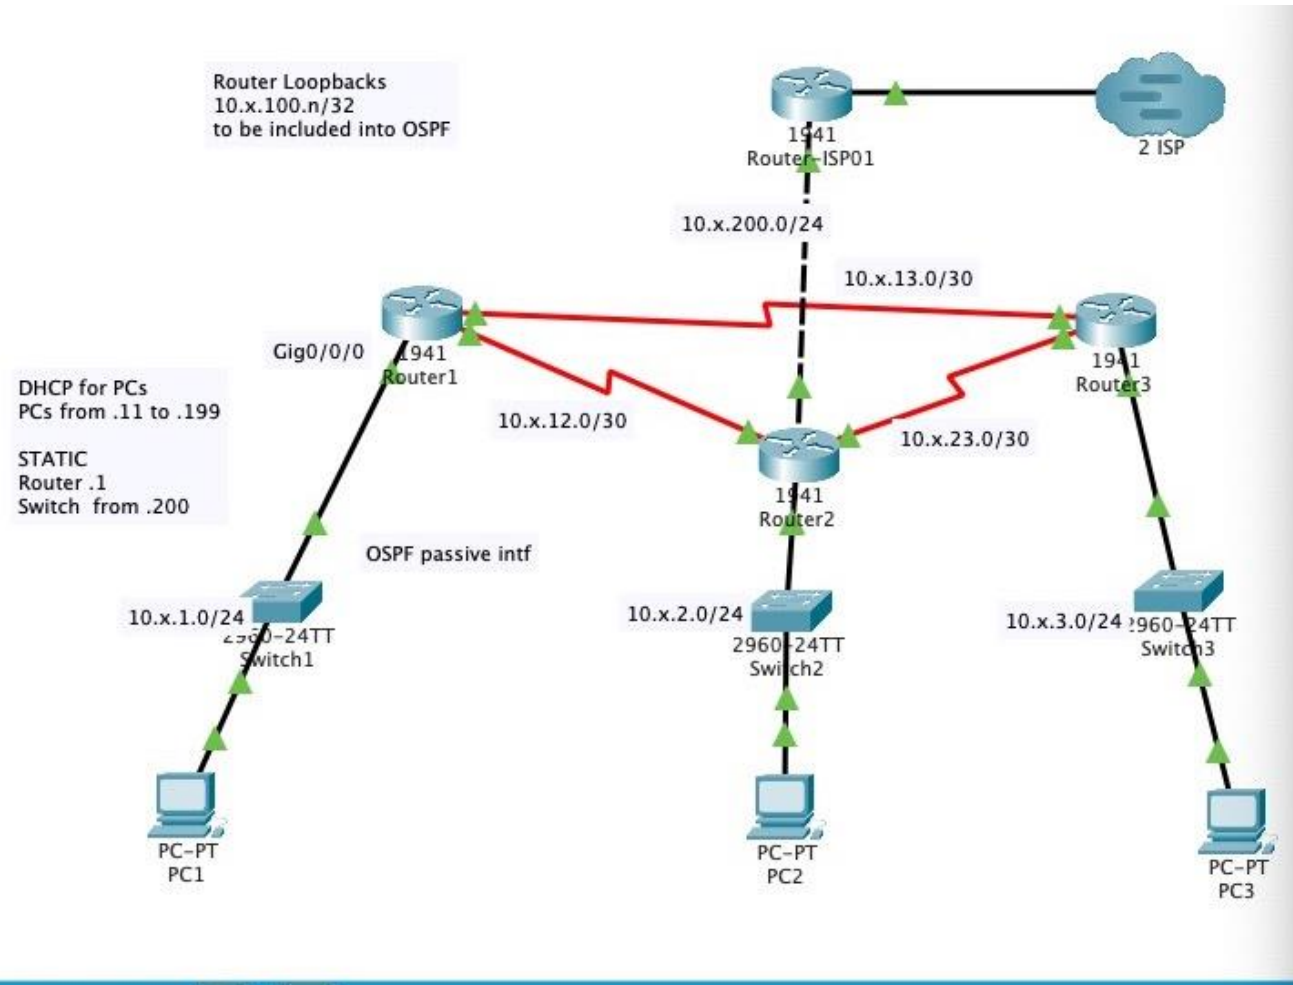 Router Loopbacks
10.x.100.n/32
to be included into OSPF
1941
Router-ISP01
2 ISP
10.x.200.0/24
10.x.13.0/30
Gig0/0/0
1941
Router1
1941
Router3
DHCP for PCs
PCs from .11 to .199
STATIC
Router .1
Switch from .200
10.x.12.0/30
10.x.23.0/30
1941
Router2
OSPF passive intf
10.x.1.0/24
2960-24TT
Switch1
10.x.2.0/24
2960-24TT
Switch2
10.x.3.0/24
2960-24TT
Switch3
PC-PT
PC1
PC-PT
PC2
PC-PT
PC3